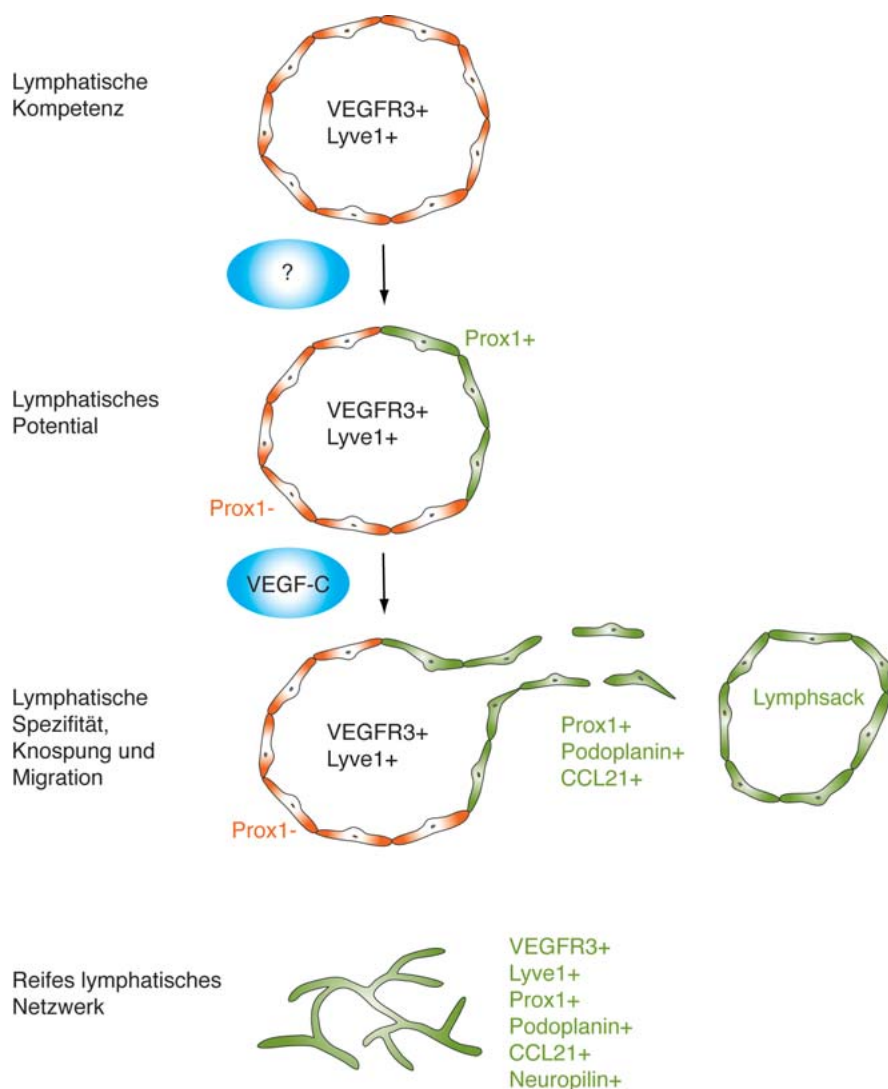 Lymphatische
Kompetenz
VEGFR3+
Lyve1+
?
Prox1+
Lymphatisches
Potential
VEGFR3+
Lyve1+
Prox1-
VEGF-C
Lymphatische
Spezifität,
Knospung und
Migration
VEGFR3+
Lyve1+
Prox1+
Podoplanin+
CCL21+
Lymphsack
Prox1-
Reifes lymphatisches
Netzwerk
VEGFR3+
Lyve1+
Prox1+
Podoplanin+
CCL21+
Neuropilin+